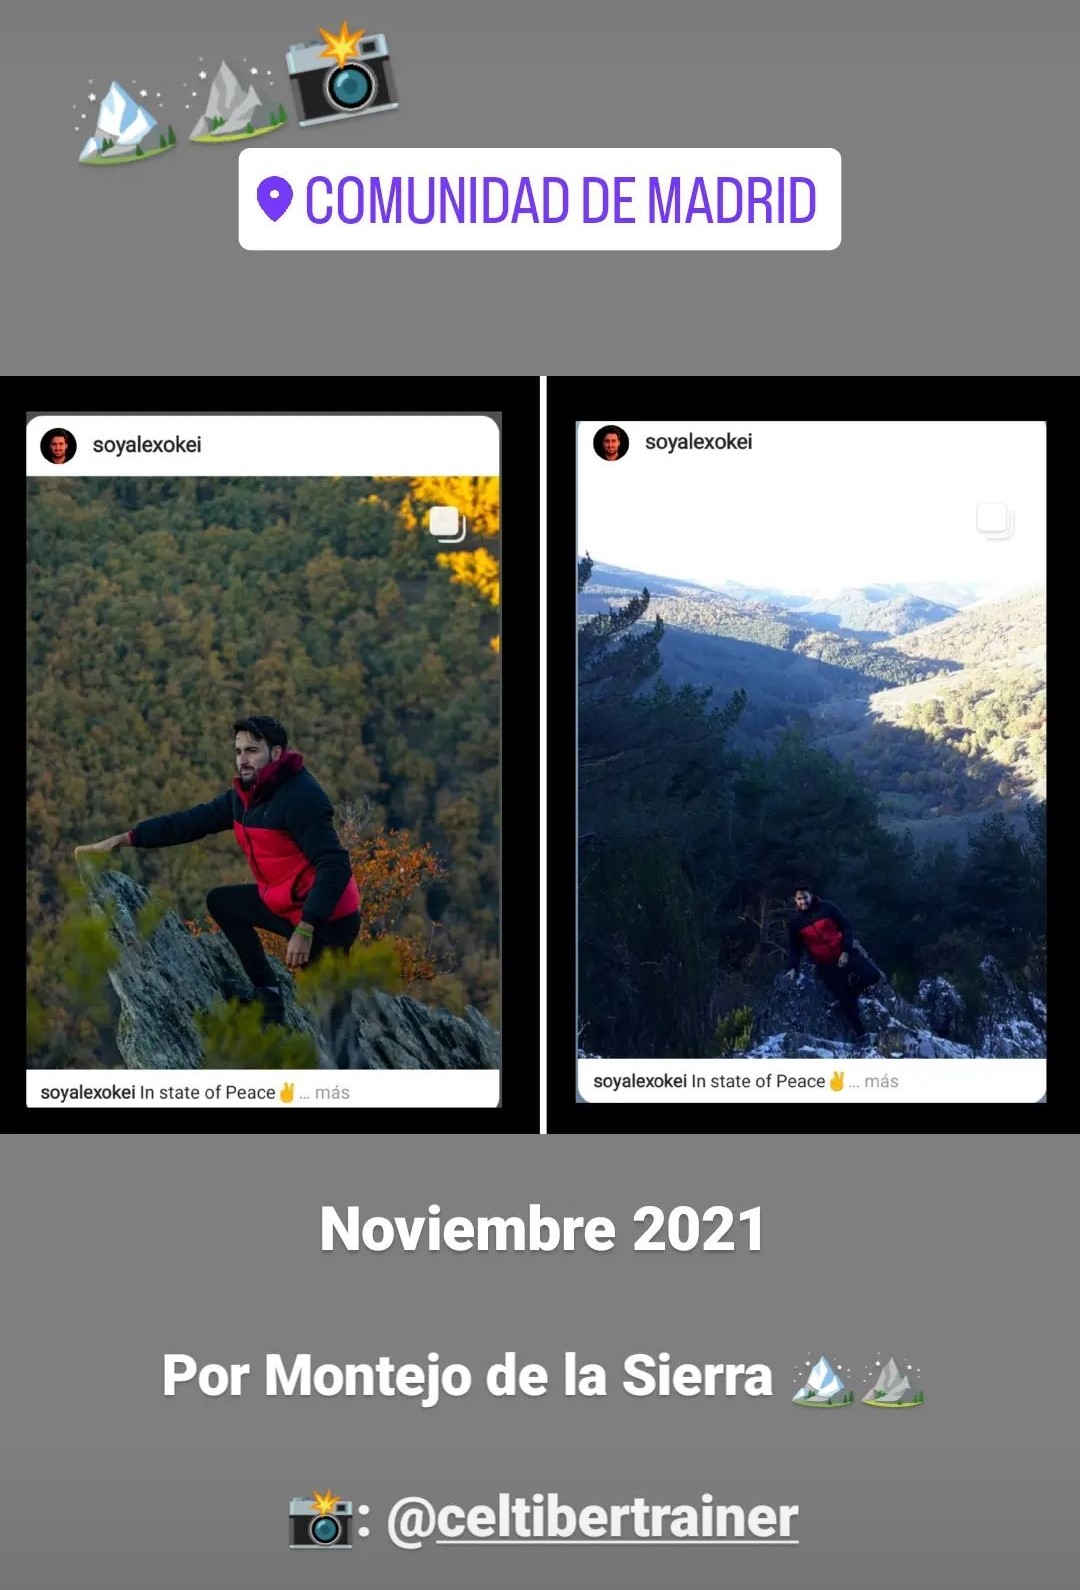 COMUNIDAD DE MADRID
soyalexokei
soyalexokei In state of Peace✌️... más
soyalexokei
soyalexokei In state of Peace✌️... más
Noviembre 2021
Por Montejo de la Sierra 🏔️⛰️
📸: @celtibertrainer